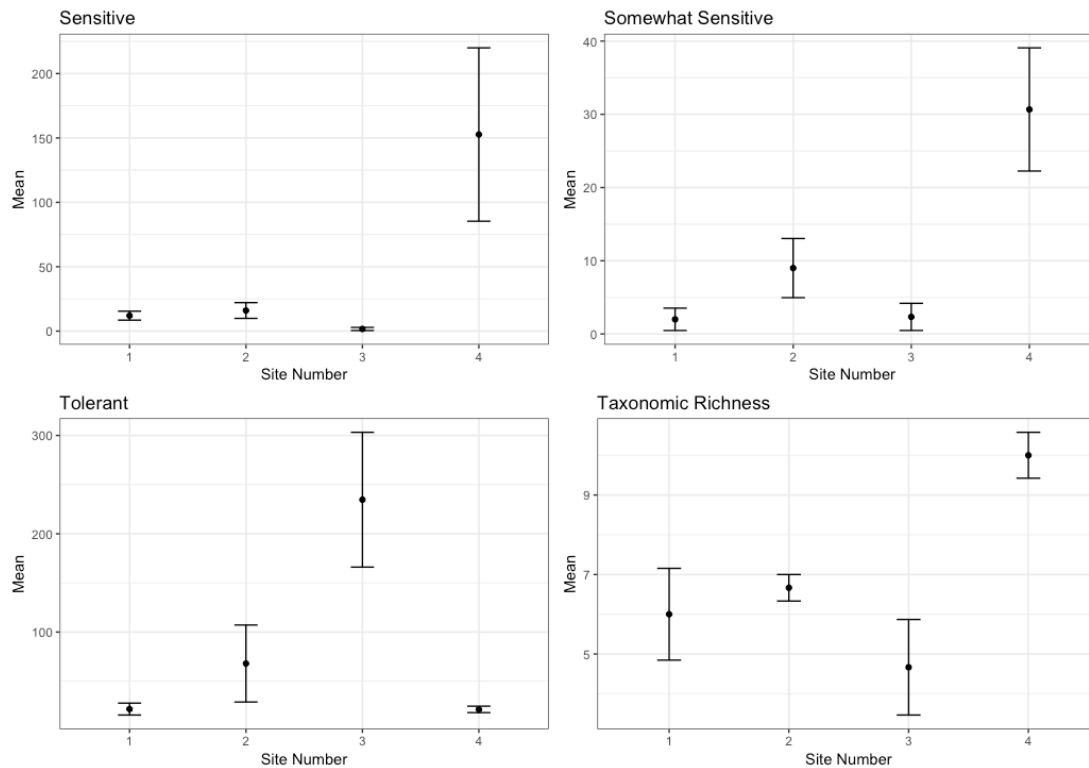 Sensitive
Mean
200
150
100
50
0
1 2 3 4
Site Number
Somewhat Sensitive
Mean
40
30
20
10
0
1 2 3 4
Site Number
Tolerant
Mean
300
200
100
1 2 3 4
Site Number
Taxonomic Richness
Mean
9
7
5
1 2 3 4
Site Number